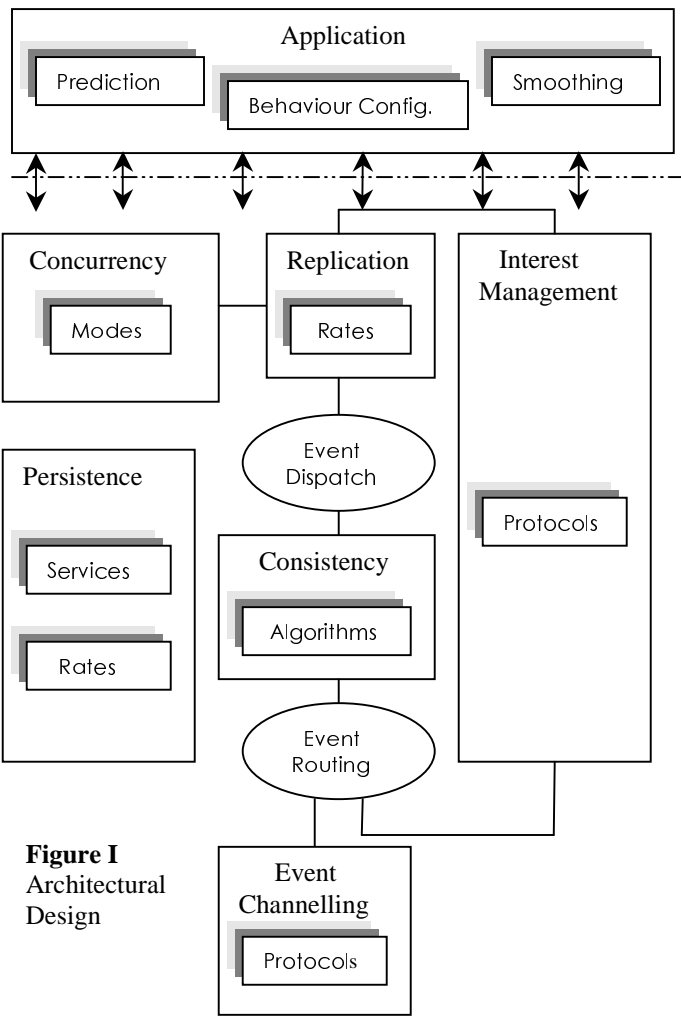 Application
Prediction
Behaviour Config.
Smoothing
Concurrency
Modes
Replication
Rates
Interest
Management
Protocols
Event
Dispatch
Persistence
Services
Rates
Consistency
Algorithms
Event
Routing
Event
Channelling
Protocols
Figure I
Architectural
Design